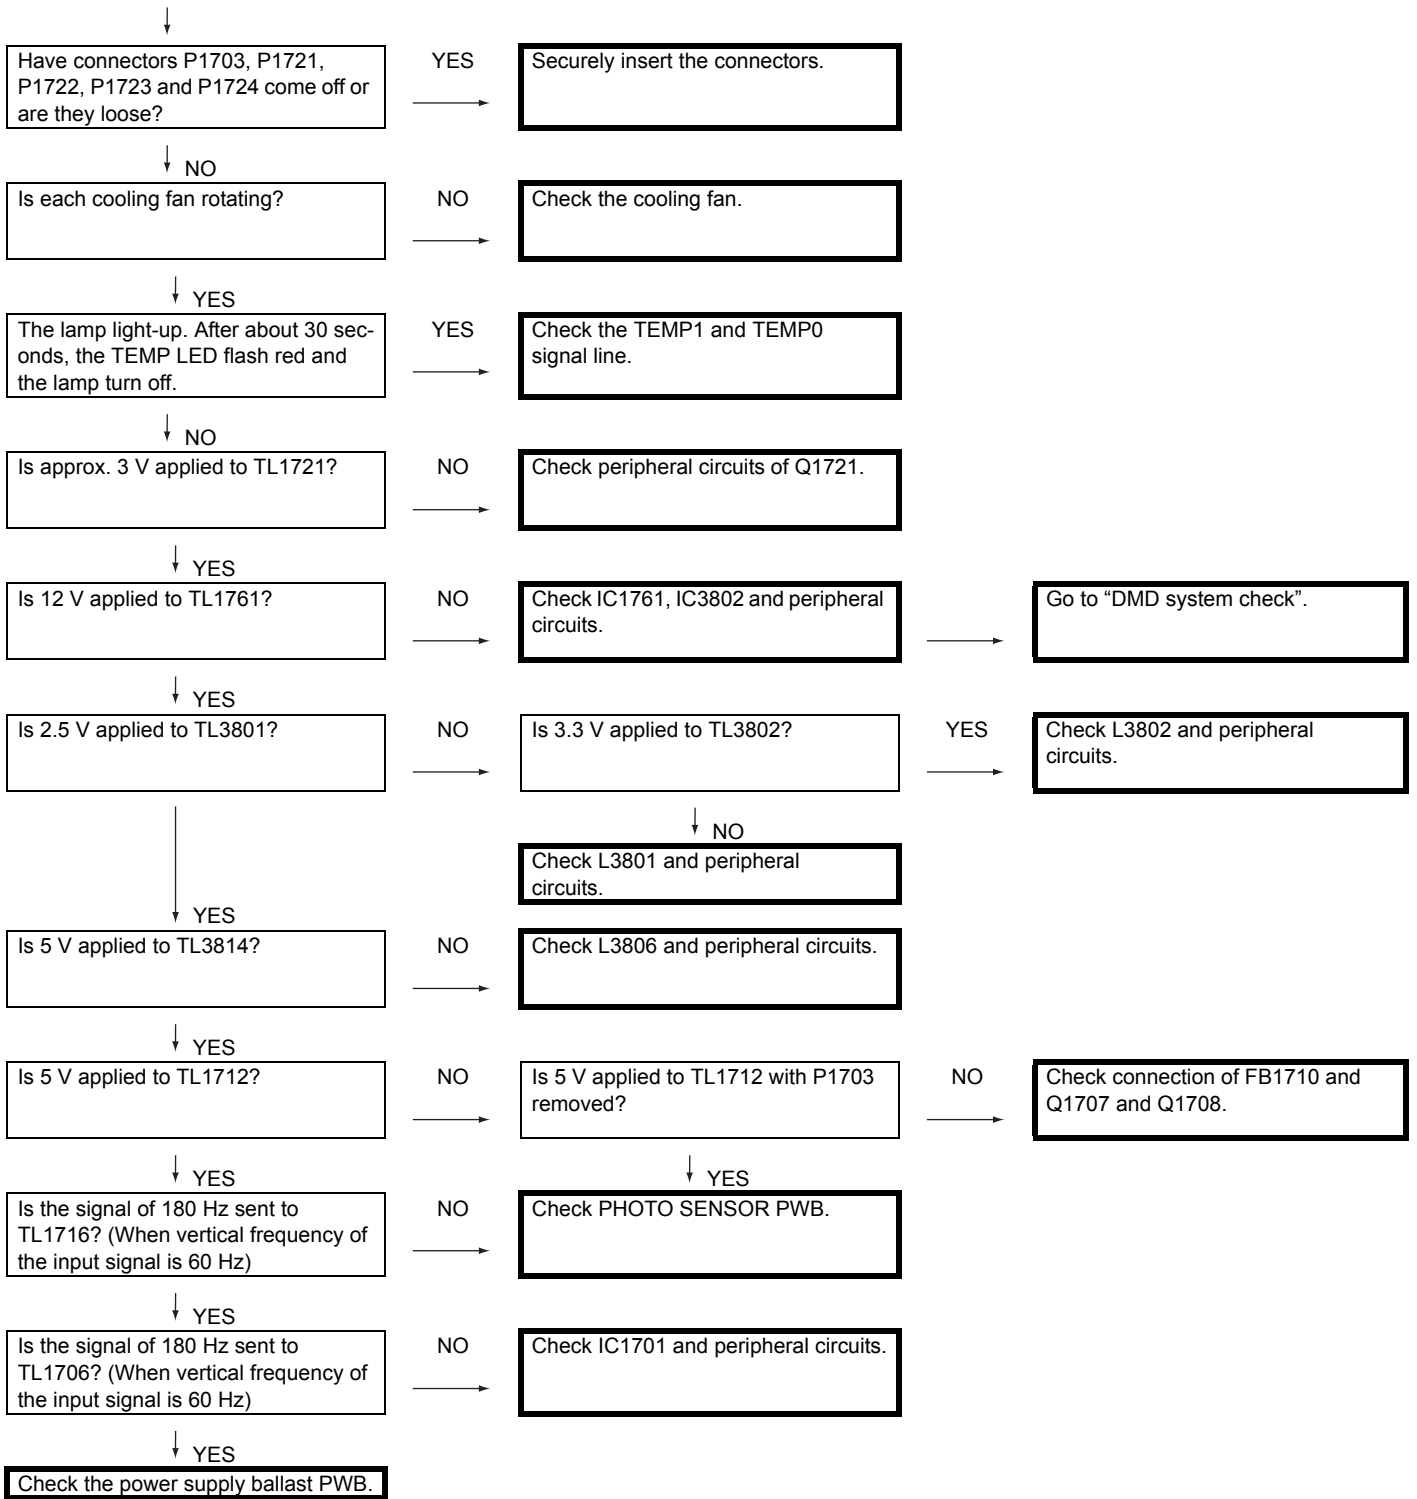 Have connectors P1703, P1721,
P1722, P1723 and P1724 come off or
are they loose?
YES
Securely insert the connectors.
NO
Is each cooling fan rotating?
NO
Check the cooling fan.
YES
The lamp light-up. After about 30 sec-
onds, the TEMP LED flash red and
the lamp turn off.
YES
Check the TEMP1 and TEMP0
signal line.
NO
Is approx. 3 V applied to TL1721?
NO
Check peripheral circuits of Q1721.
YES
Is 12 V applied to TL1761?
NO
Check IC1761, IC3802 and peripheral
circuits.
Go to “DMD system check”.
YES
Is 2.5 V applied to TL3801?
NO
Is 3.3 V applied to TL3802?
YES
Check L3802 and peripheral
circuits.
NO
Check L3801 and peripheral
circuits.
YES
Is 5 V applied to TL3814?
NO
Check L3806 and peripheral circuits.
YES
Is 5 V applied to TL1712?
NO
Is 5 V applied to TL1712 with P1703
removed?
NO
Check connection of FB1710 and
Q1707 and Q1708.
YES
YES
Is the signal of 180 Hz sent to
TL1716? (When vertical frequency of
the input signal is 60 Hz)
NO
Check PHOTO SENSOR PWB.
YES
Is the signal of 180 Hz sent to
TL1706? (When vertical frequency of
the input signal is 60 Hz)
NO
Check IC1701 and peripheral circuits.
YES
Check the power supply ballast PWB.